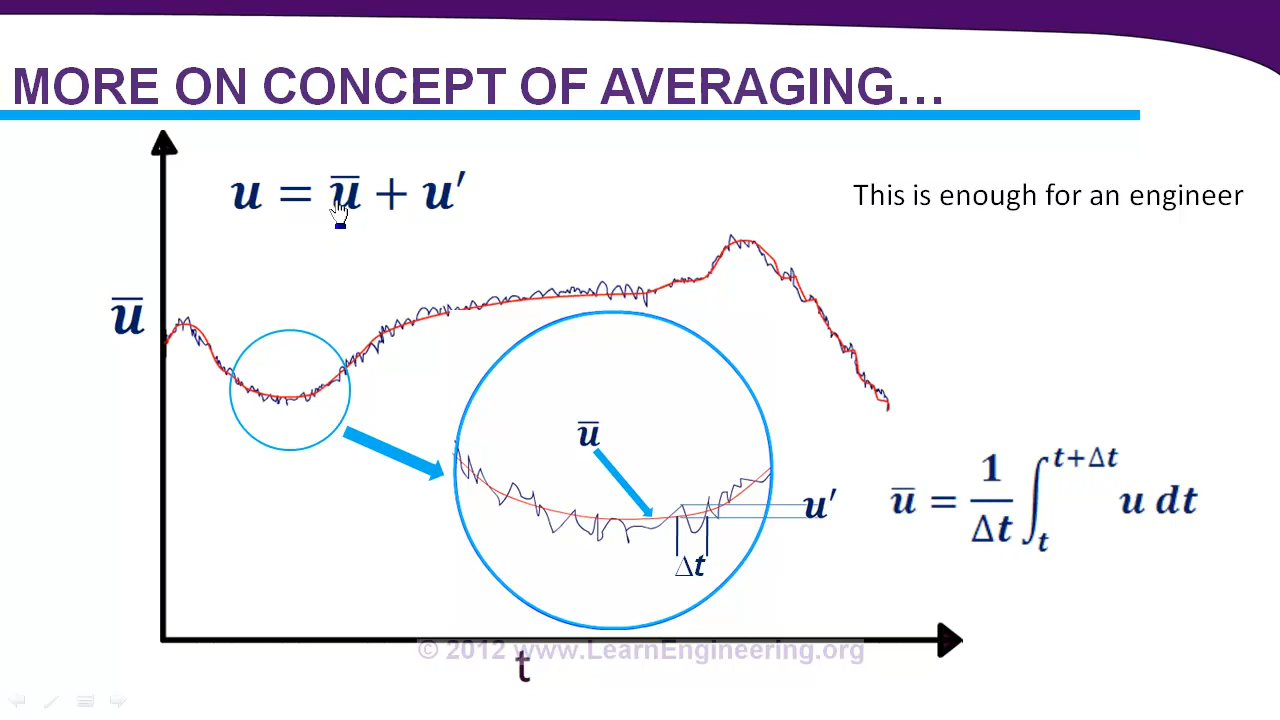 MORE ON CONCEPT OF AVERAGING...
u = u̅ + u′
This is enough for an engineer
u̅
u̅
u′
Δt
u̅ = 1/Δt ∫ₜᵗ⁺Δᵗ u dt
© 2012 www.LearnEngineering.org
t